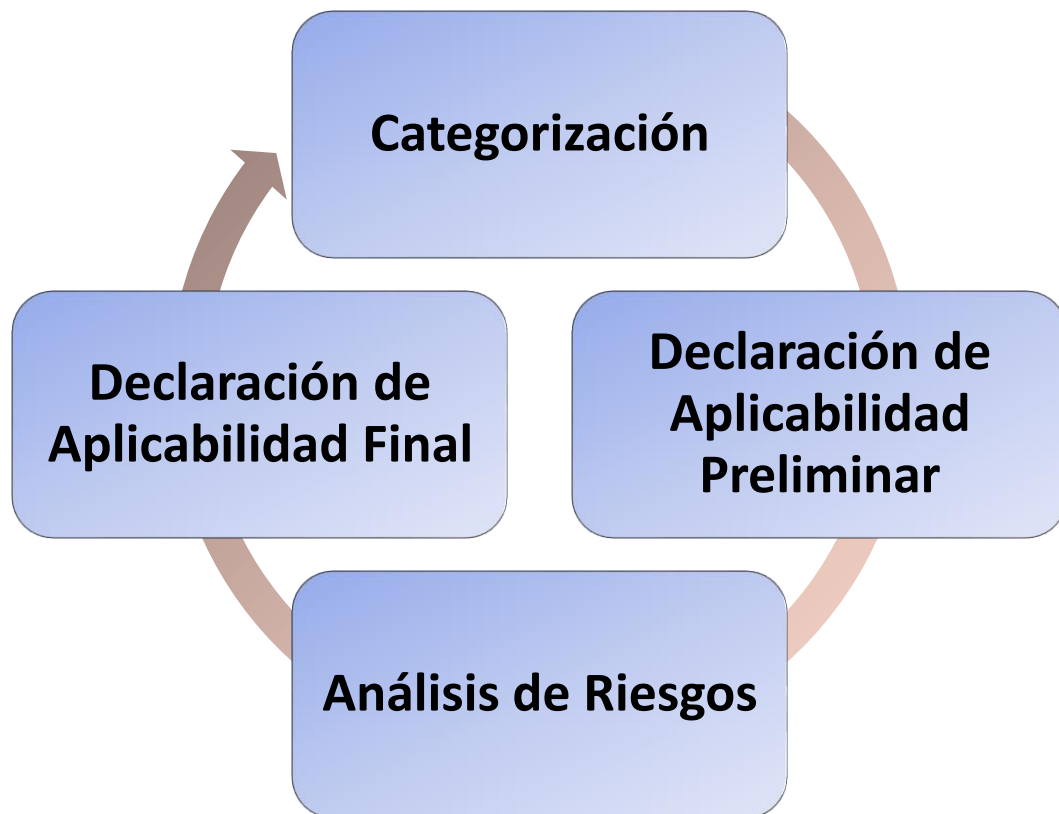 Categorización
Declaración de
Aplicabilidad
Preliminar
Análisis de Riesgos
Declaración de
Aplicabilidad Final